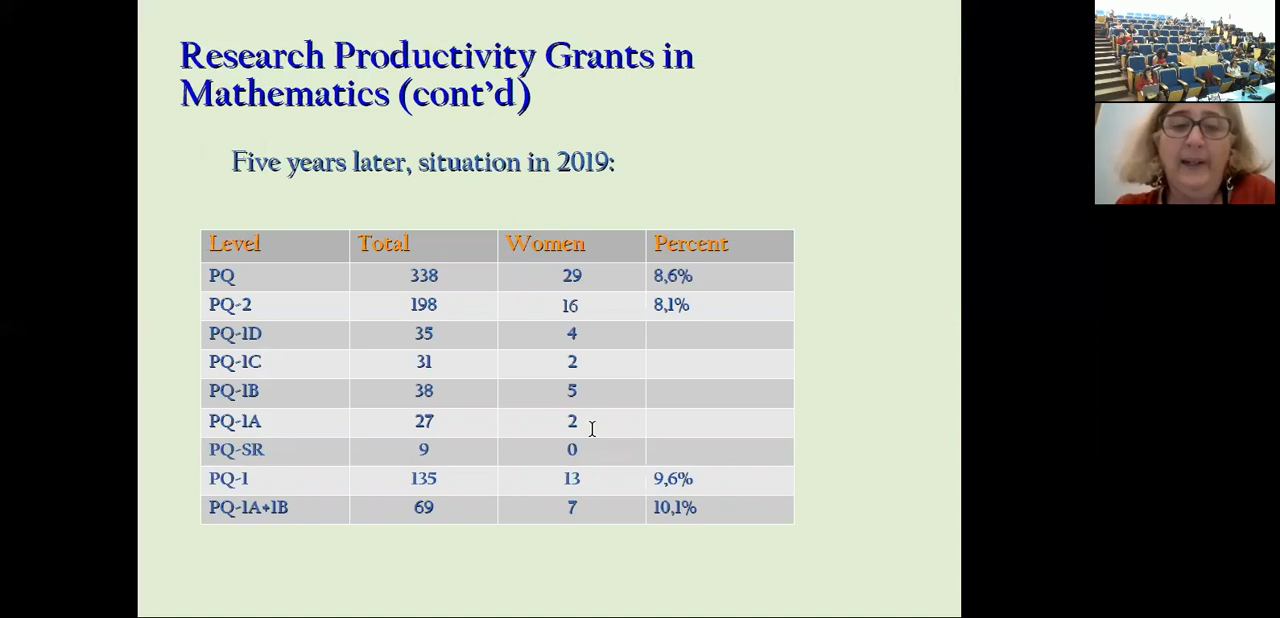 Research Productivity Grants in
Mathematics (cont'd)
Five years later, situation in 2019:
Level Total Women Percent
PQ 338 29 8,6%
PQ-2 198 16 8,1%
PQ-1D 35 4
PQ-1C 31 2
PQ-1B 38 5
PQ-1A 27 2
PQ-SR 9 0
PQ-1 135 13 9,6%
PQ-1A+1B 69 7 10,1%